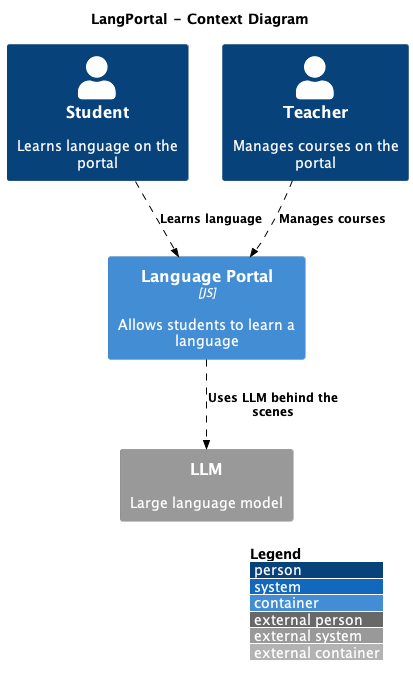 LangPortal – Context Diagram
Student
Learns language on the
portal
Teacher
Manages courses on the
portal
Learns language
Manages courses
Language Portal
[JS]
Allows students to learn a
language
Uses LLM behind the
scenes
LLM
Large language model
Legend
person
system
container
external person
external system
external container